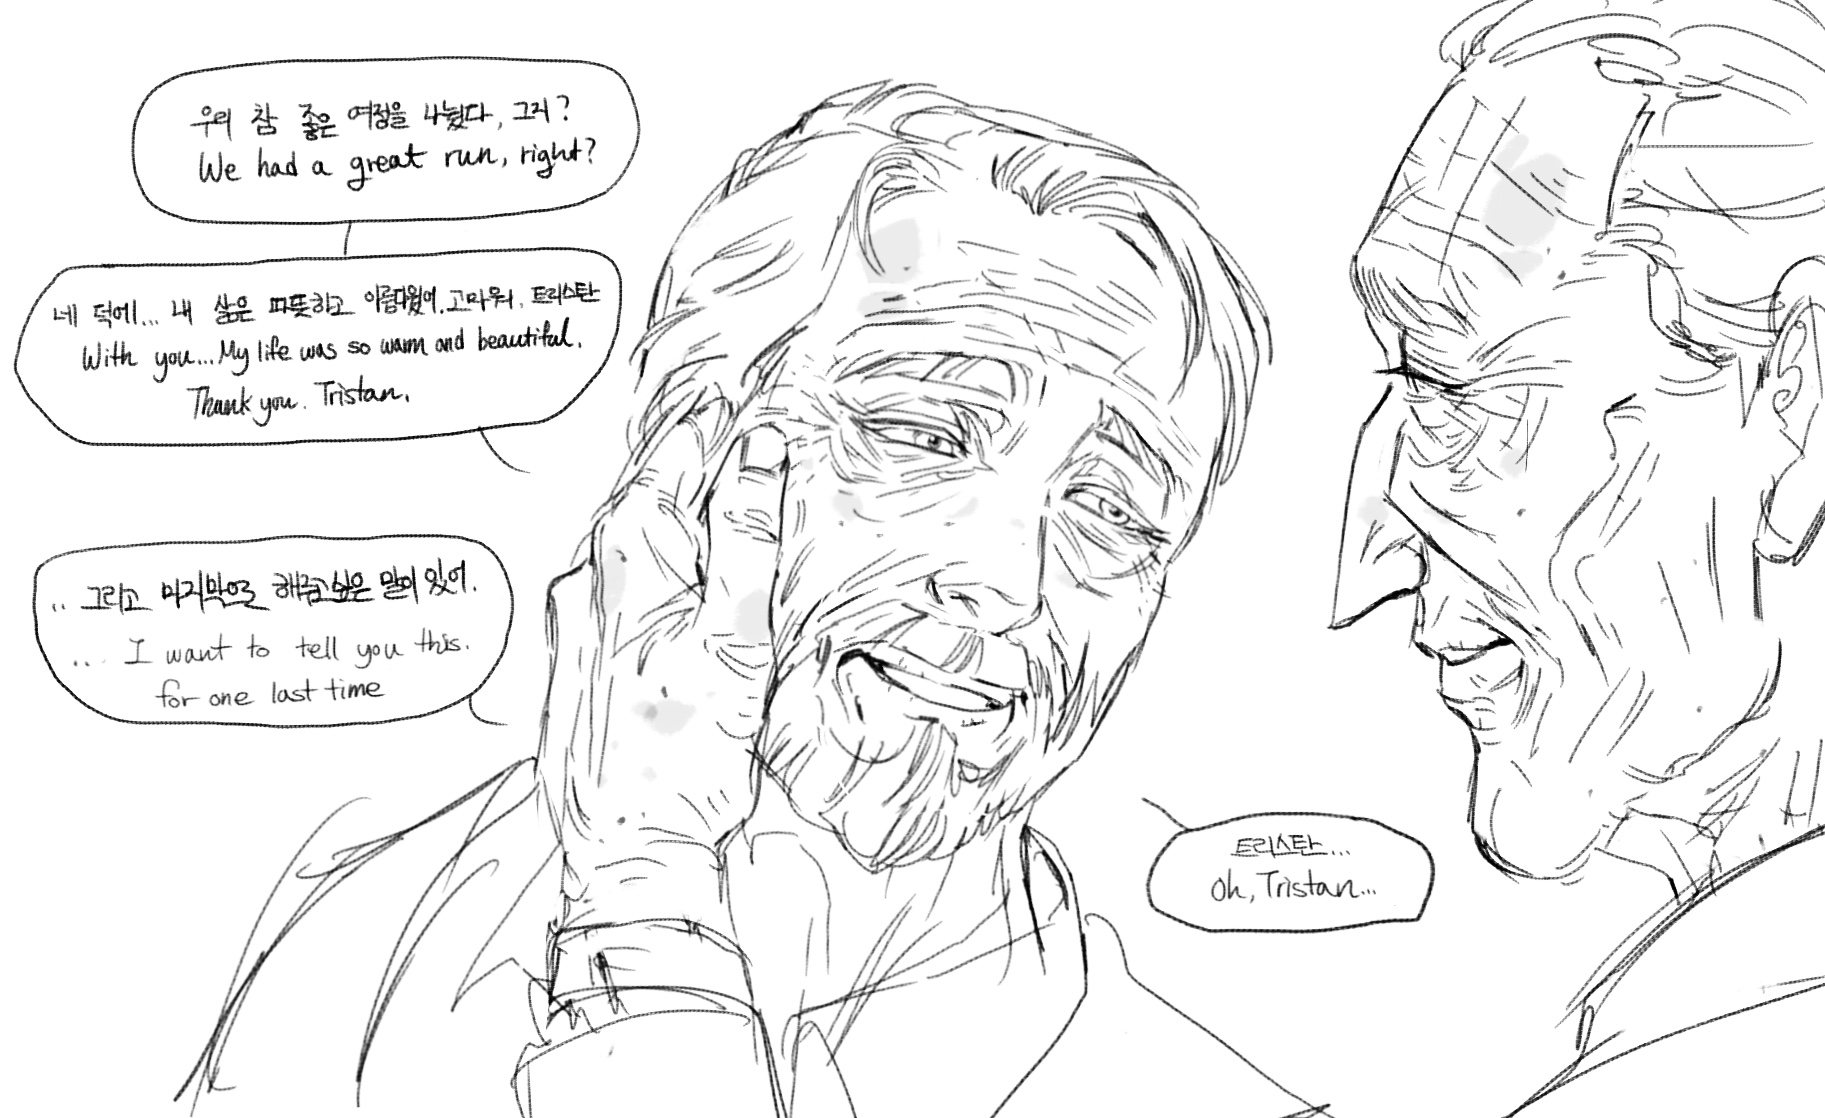 우리 참 좋은 여정을 나눴다, 그치?
We had a great run, right?
네 덕에... 내 삶은 따뜻하고 아름다웠어. 고마워. 트리스탄
With you... My life was so warm and beautiful.
Thank you. Tristan.
.. 그리고 마지막으로 해주고싶은 말이 있어.
... I want to tell you this.
for one last time
트리스탄...
Oh, Tristan...